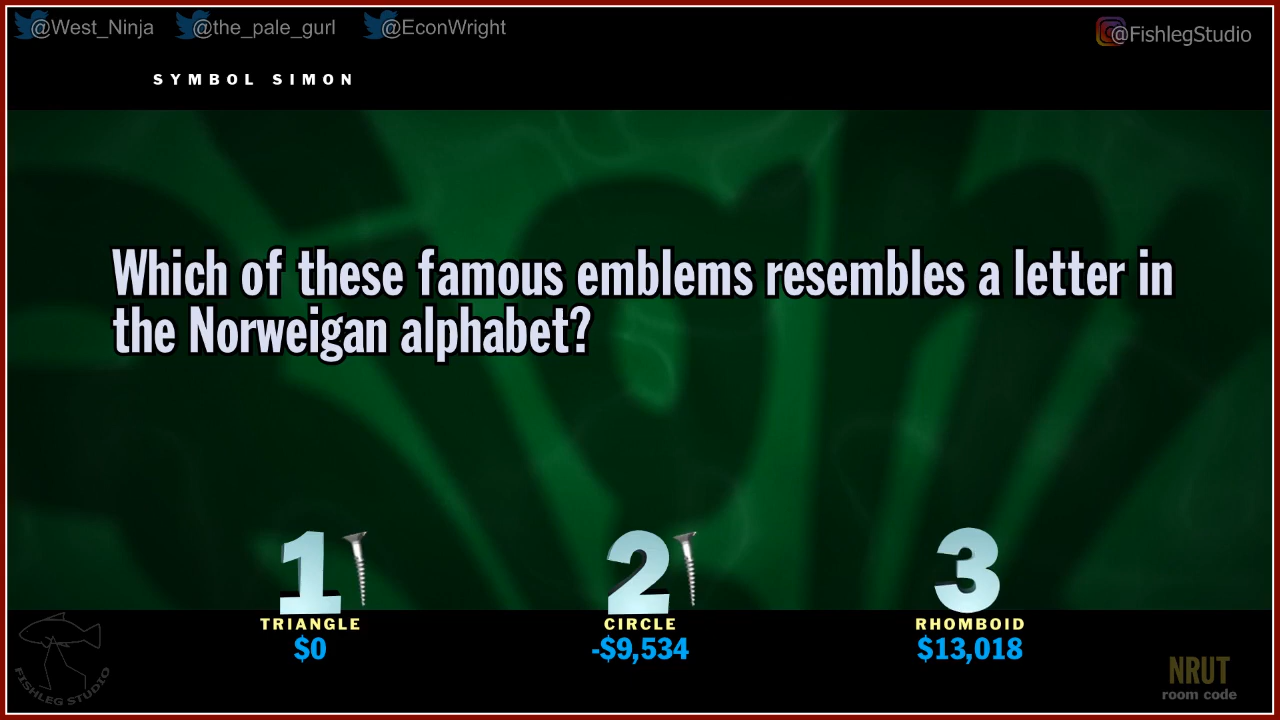 @West_Ninja @the_pale_gurl @EconWright @FishlegStudio
SYMBOL SIMON
Which of these famous emblems resembles a letter in
the Norweigan alphabet?
1 2 3
TRIANGLE CIRCLE RHOMBOID
$0 -$9,534 $13,018
FISHLEG STUDIO
NRUT
room code